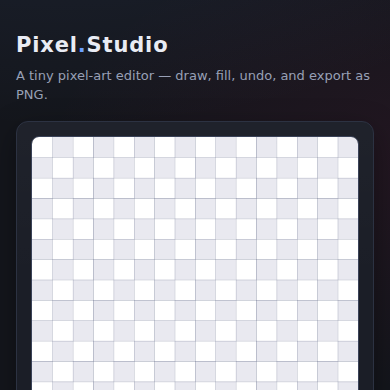 Pixel.Studio
A tiny pixel-art editor — draw, fill, undo, and export as
PNG.